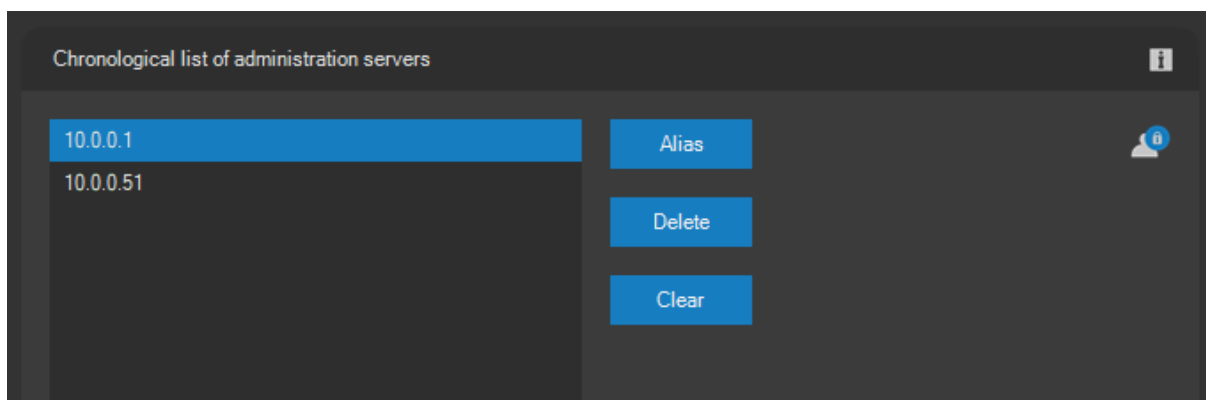 Chronological list of administration servers
10.0.0.1
10.0.0.51
Alias
Delete
Clear